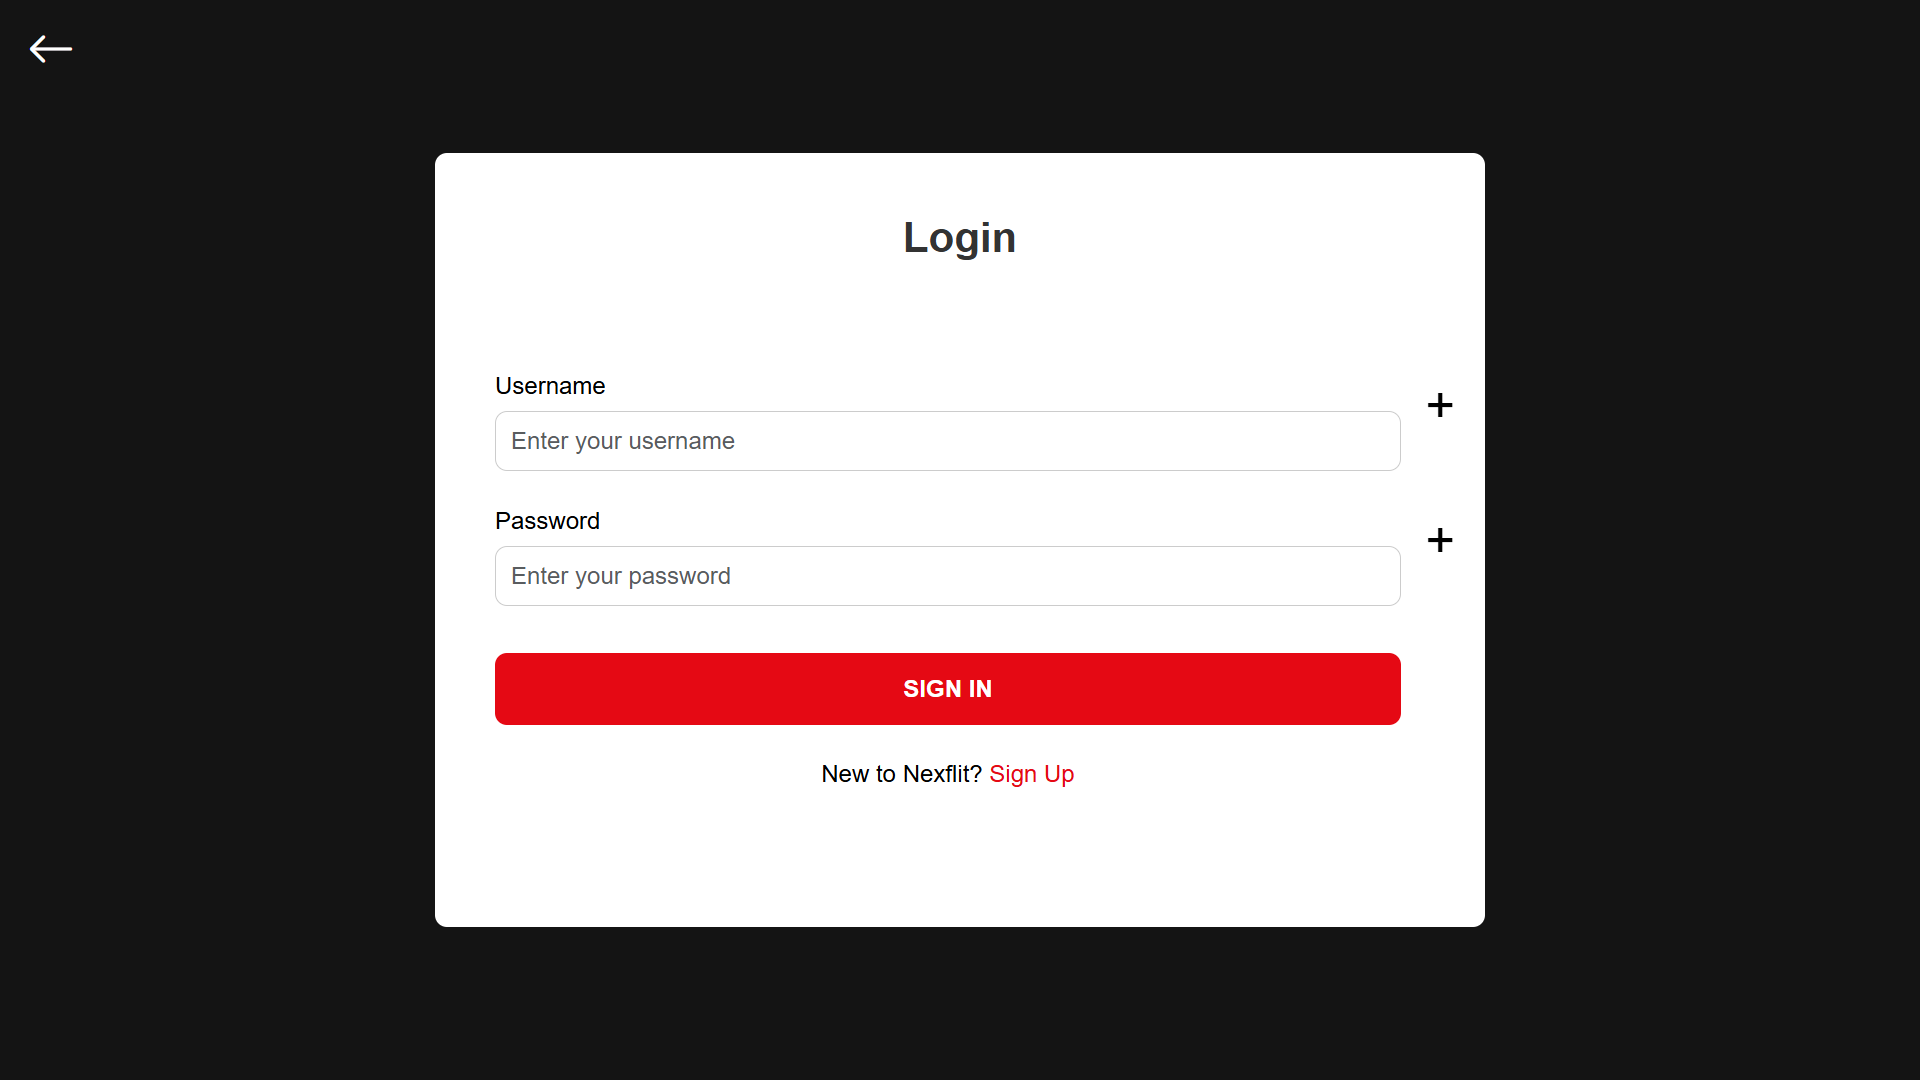 Login
Username
+
Enter your username
Password
+
Enter your password
SIGN IN
New to Nexflit? Sign Up